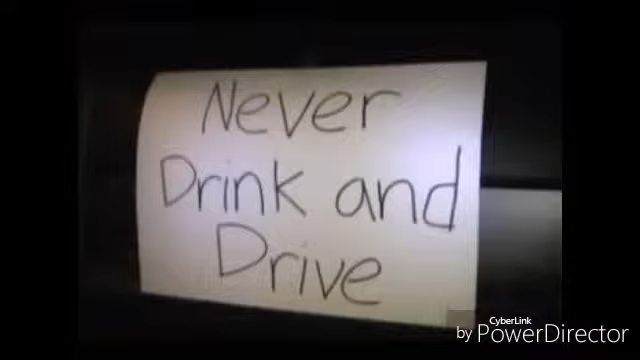 Never
Drink and
Drive
CyberLink
by PowerDirector